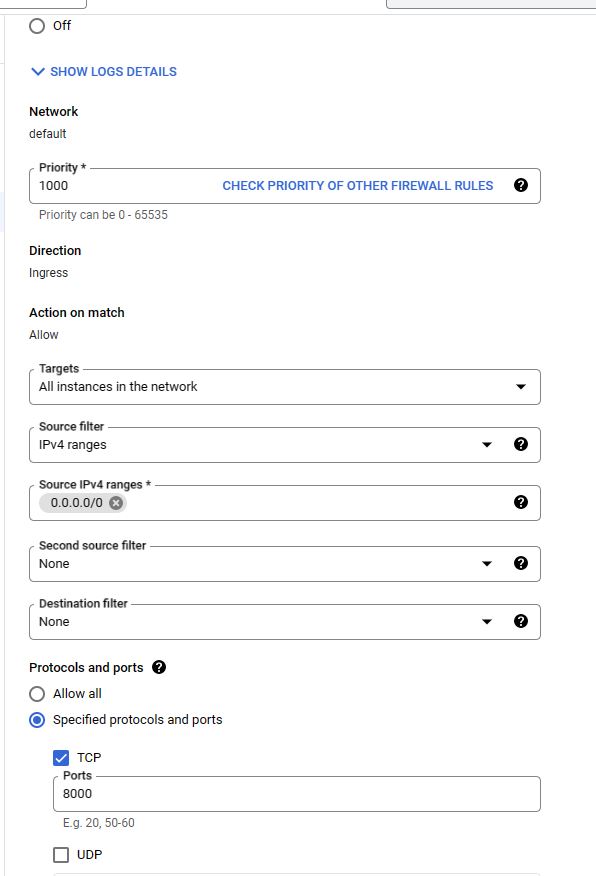 Off
SHOW LOGS DETAILS
Network
default
Priority *
1000 CHECK PRIORITY OF OTHER FIREWALL RULES
Priority can be 0 - 65535
Direction
Ingress
Action on match
Allow
Targets
All instances in the network
Source filter
IPv4 ranges
Source IPv4 ranges *
0.0.0.0/0
Second source filter
None
Destination filter
None
Protocols and ports
Allow all
Specified protocols and ports
TCP
Ports
8000
E.g. 20, 50-60
UDP